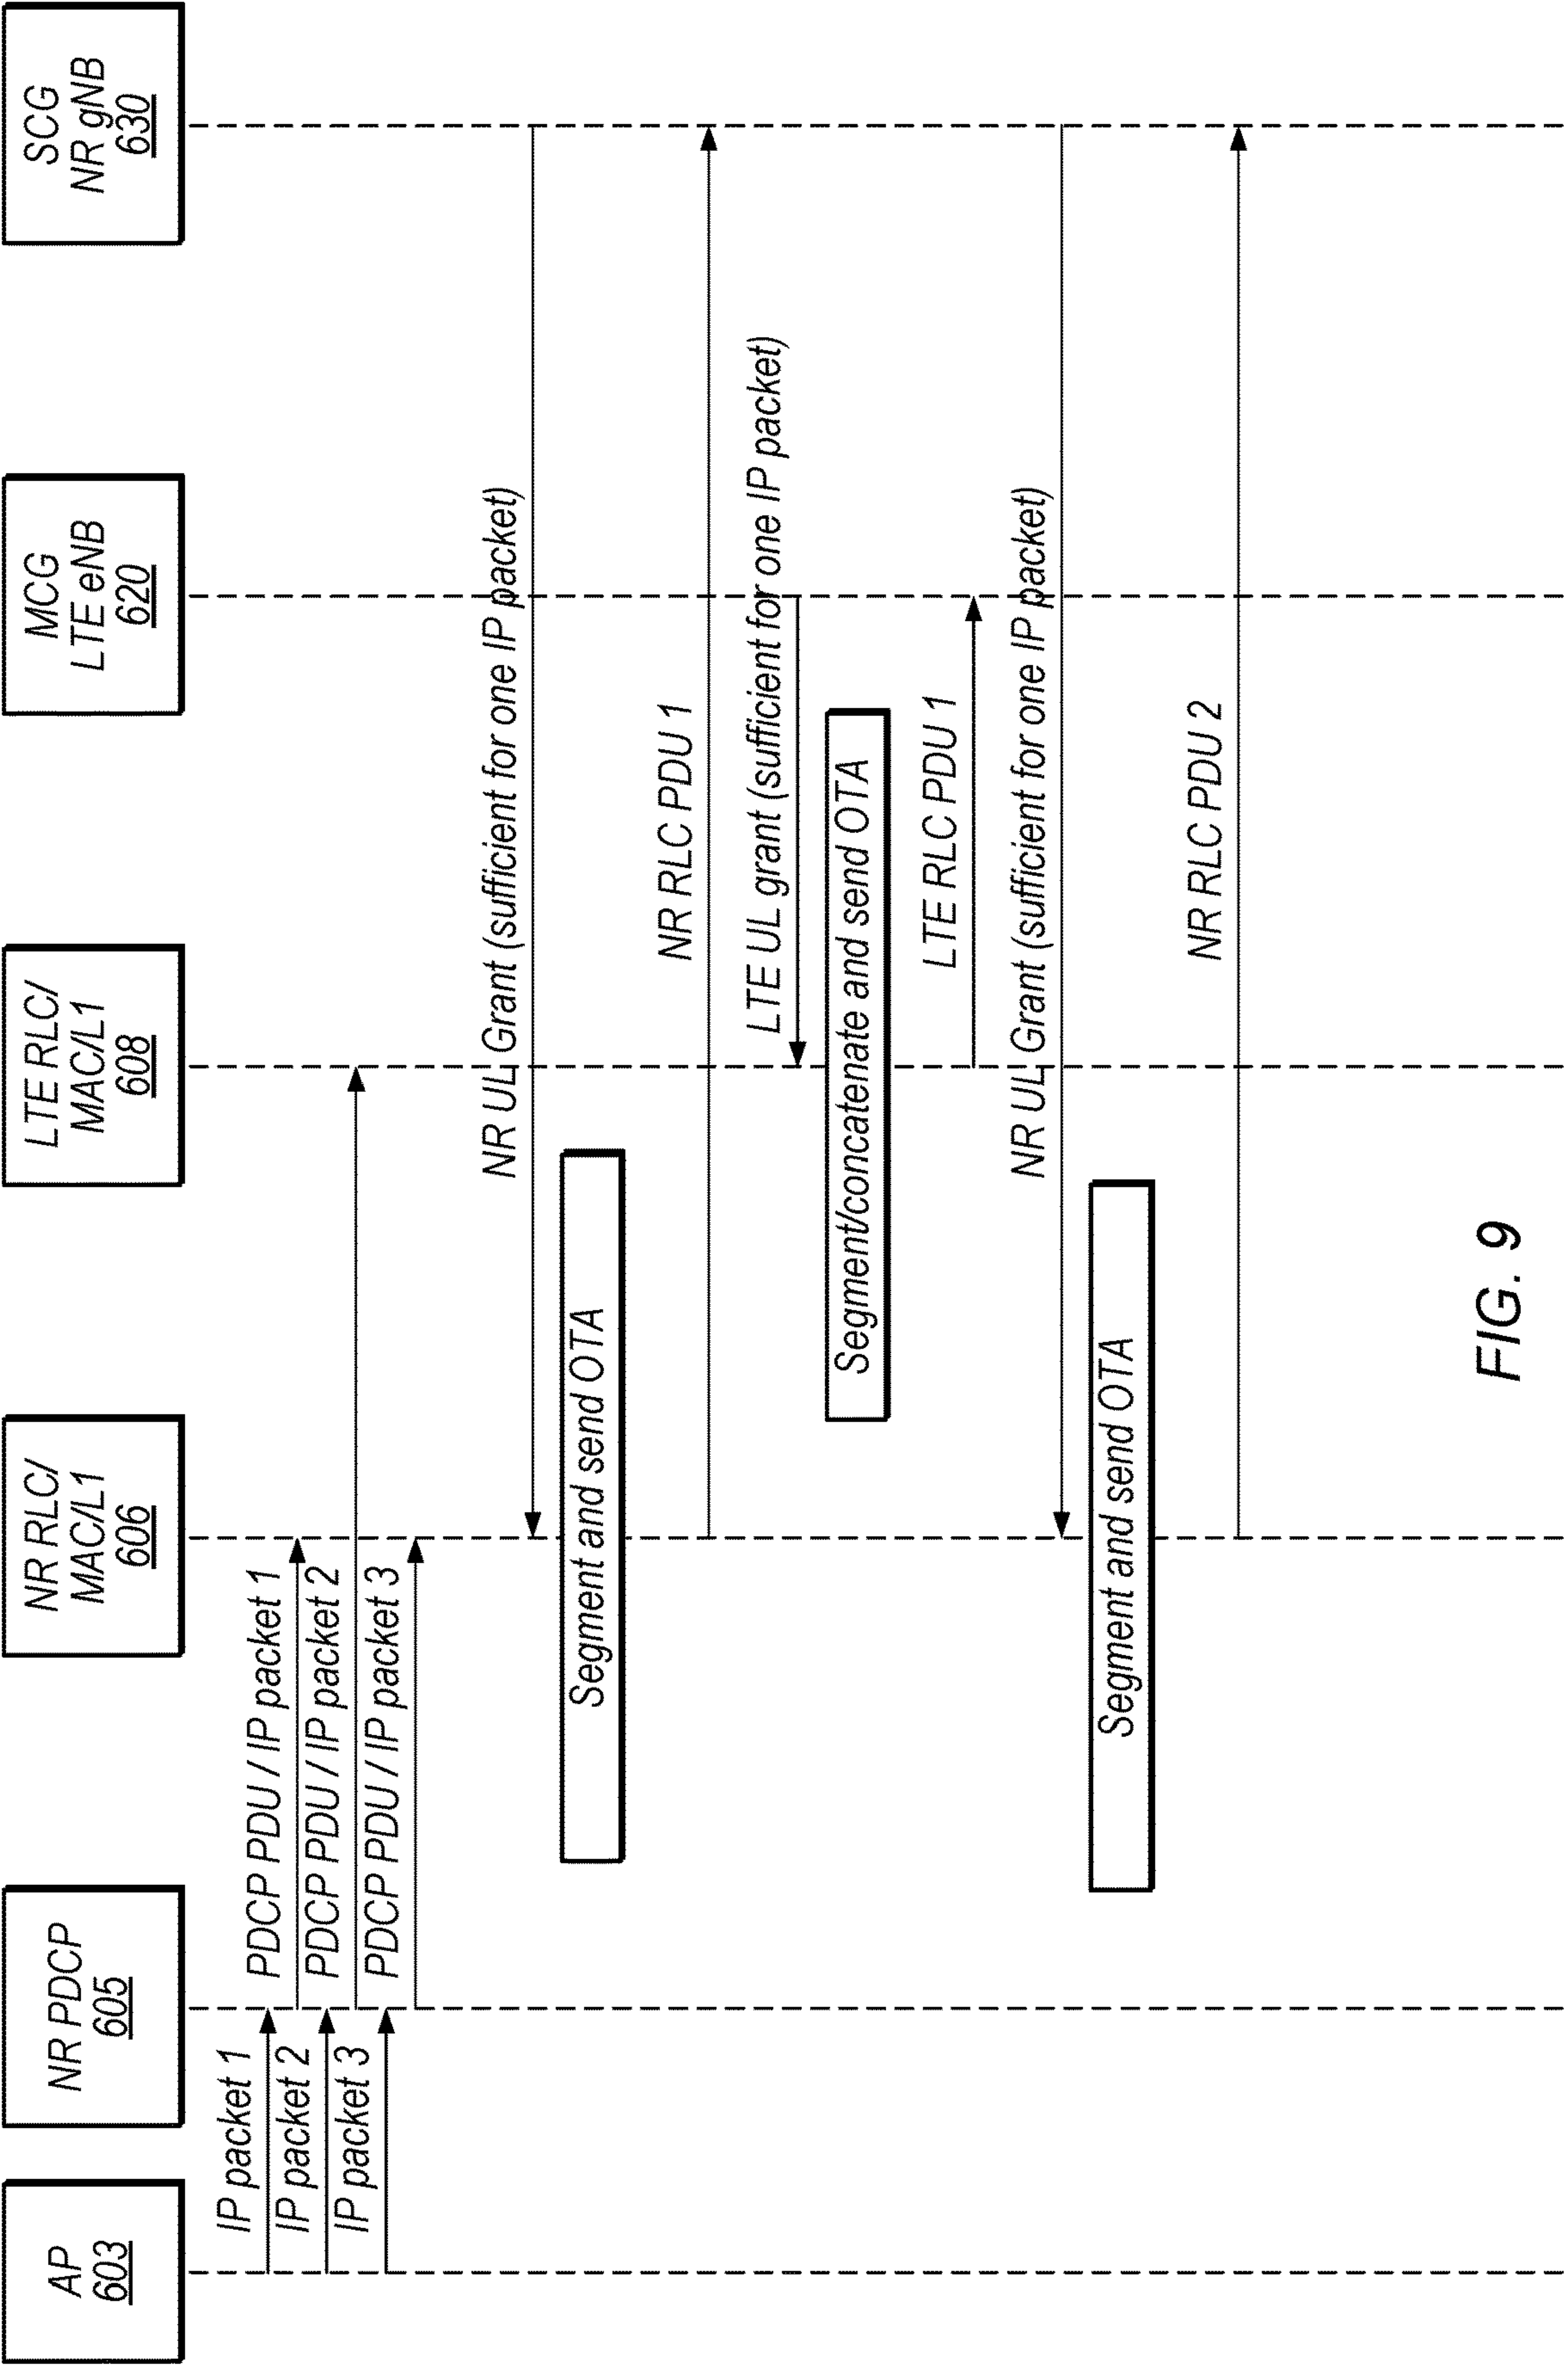 AP
603
NR PDCP
605
NR RLC/
MAC/L1
606
LTE RLC/
MAC/L1
608
MCG
LTE eNB
620
SCG
NR gNB
630
IP packet 1
PDCP PDU / IP packet 1
IP packet 2
PDCP PDU / IP packet 2
IP packet 3
PDCP PDU / IP packet 3
NR UL Grant (sufficient for one IP packet)
Segment and send OTA
NR RLC PDU 1
LTE UL grant (sufficient for one IP packet)
Segment/concatenate and send OTA
LTE RLC PDU 1
NR UL Grant (sufficient for one IP packet)
Segment and send OTA
NR RLC PDU 2
FIG. 9